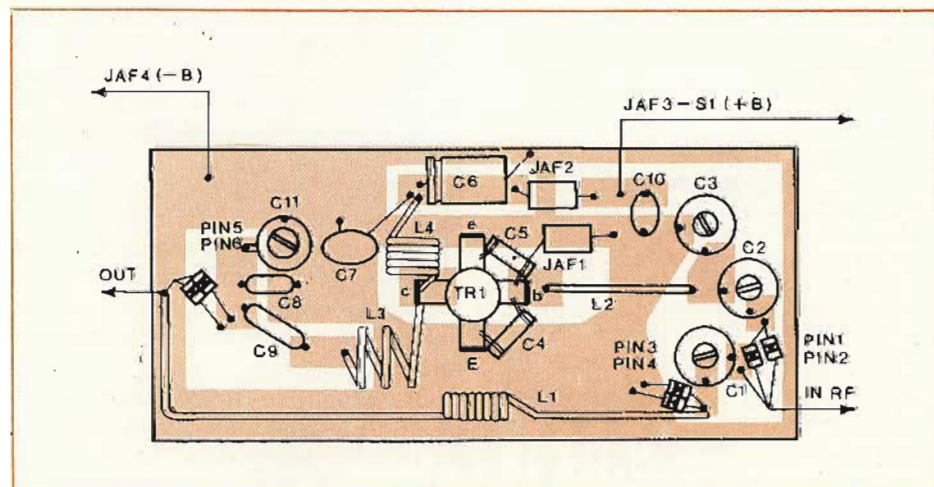 JAF4 (-B)
JAF3-S1 (+B)
C6
JAF2
C10
C3
C11
PIN5
PIN6
C7
L4
e
C5
JAF1
C2
OUT
C8
c
TR1
b
L2
L3
C9
E
C4
PIN3
PIN4
C1
PIN1
PIN2
L1
IN RF